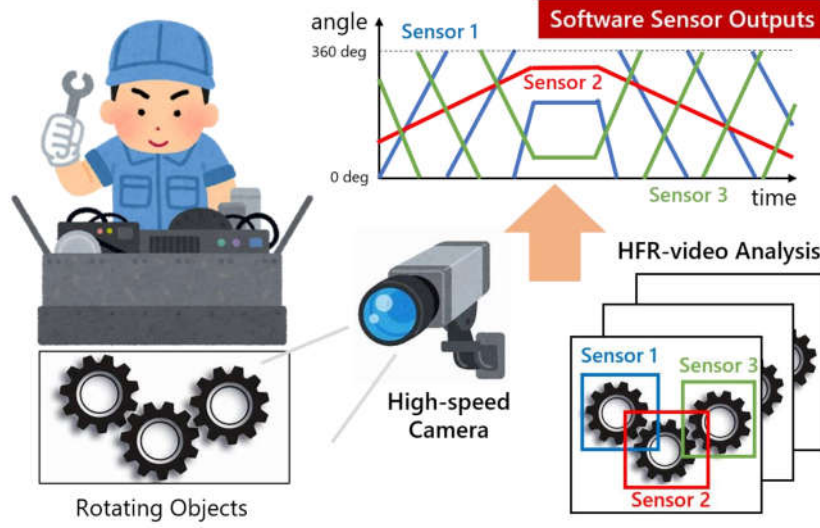 Software Sensor Outputs
angle
360 deg
Sensor 1
Sensor 2
0 deg
Sensor 3
time
HFR-video Analysis
Sensor 1
Sensor 3
Sensor 2
High-speed
Camera
Rotating Objects